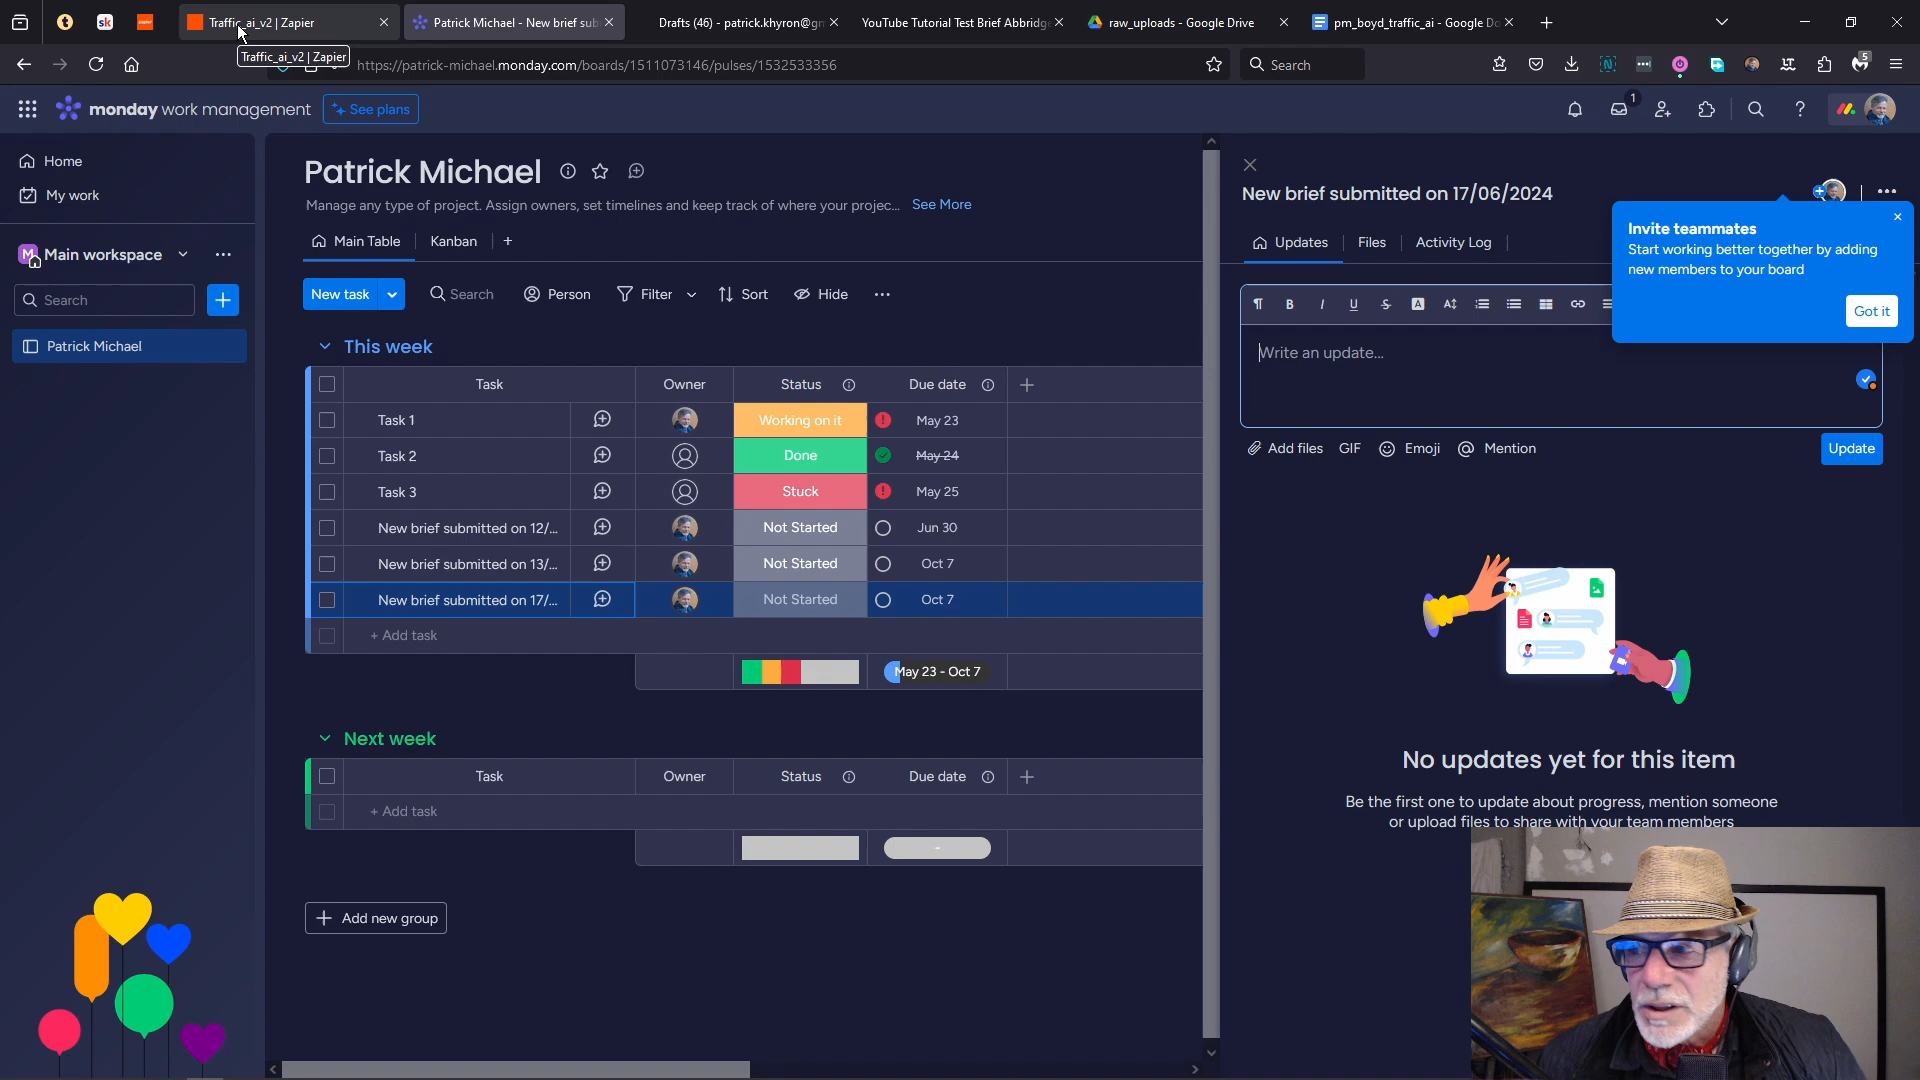 Traffic_ai_v2 | Zapier
Patrick Michael - New brief sub
Drafts (46) - patrick.khyron@gm
YouTube Tutorial Test Brief Abbridge
raw_uploads - Google Drive
pm_boyd_traffic_ai - Google Do
Traffic_ai_v2 | Zapier
https://patrick-michael.monday.com/boards/1511073146/pulses/1532533356
Search
5
monday work management
See plans
1
Home
My work
M
Main workspace
Search
Patrick Michael
Patrick Michael
Manage any type of project. Assign owners, set timelines and keep track of where your projec...
See More
Main Table
Kanban
New task
Search
Person
Filter
Sort
Hide
This week
Task
Owner
Status
Due date
Task 1
Working on it
May 23
Task 2
Done
May 24
Task 3
Stuck
May 25
New brief submitted on 12/...
Not Started
Jun 30
New brief submitted on 13/...
Not Started
Oct 7
New brief submitted on 17/...
Not Started
Oct 7
+ Add task
May 23 - Oct 7
Next week
Task
Owner
Status
Due date
+ Add task
-
Add new group
New brief submitted on 17/06/2024
Updates
Files
Activity Log
Invite teammates
Start working better together by adding
new members to your board
Got it
Write an update...
Add files
GIF
Emoji
Mention
Update
No updates yet for this item
Be the first one to update about progress, mention someone
or upload files to share with your team members